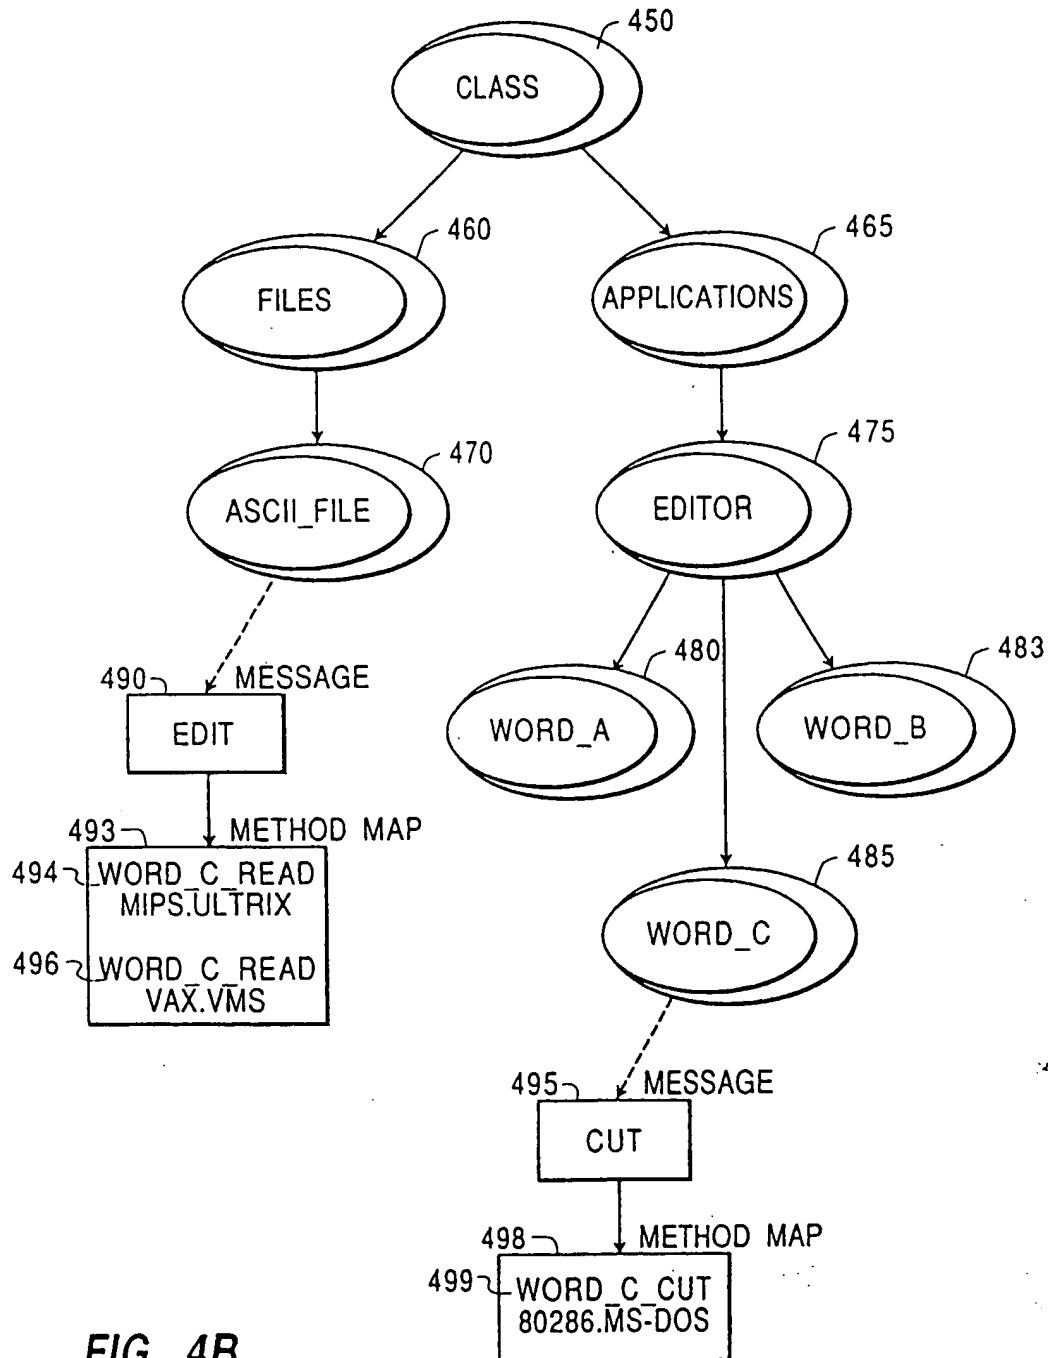 450
CLASS
460
465
FILES
APPLICATIONS
470
475
ASCII_FILE
EDITOR
480
483
490
MESSAGE
EDIT
WORD_A
WORD_B
493
METHOD MAP
494
WORD_C_READ
MIPS.ULTRIX
496
WORD_C_READ
VAX.VMS
485
WORD_C
495
MESSAGE
CUT
498
METHOD MAP
499
WORD_C_CUT
80286.MS-DOS
FIG. 4B